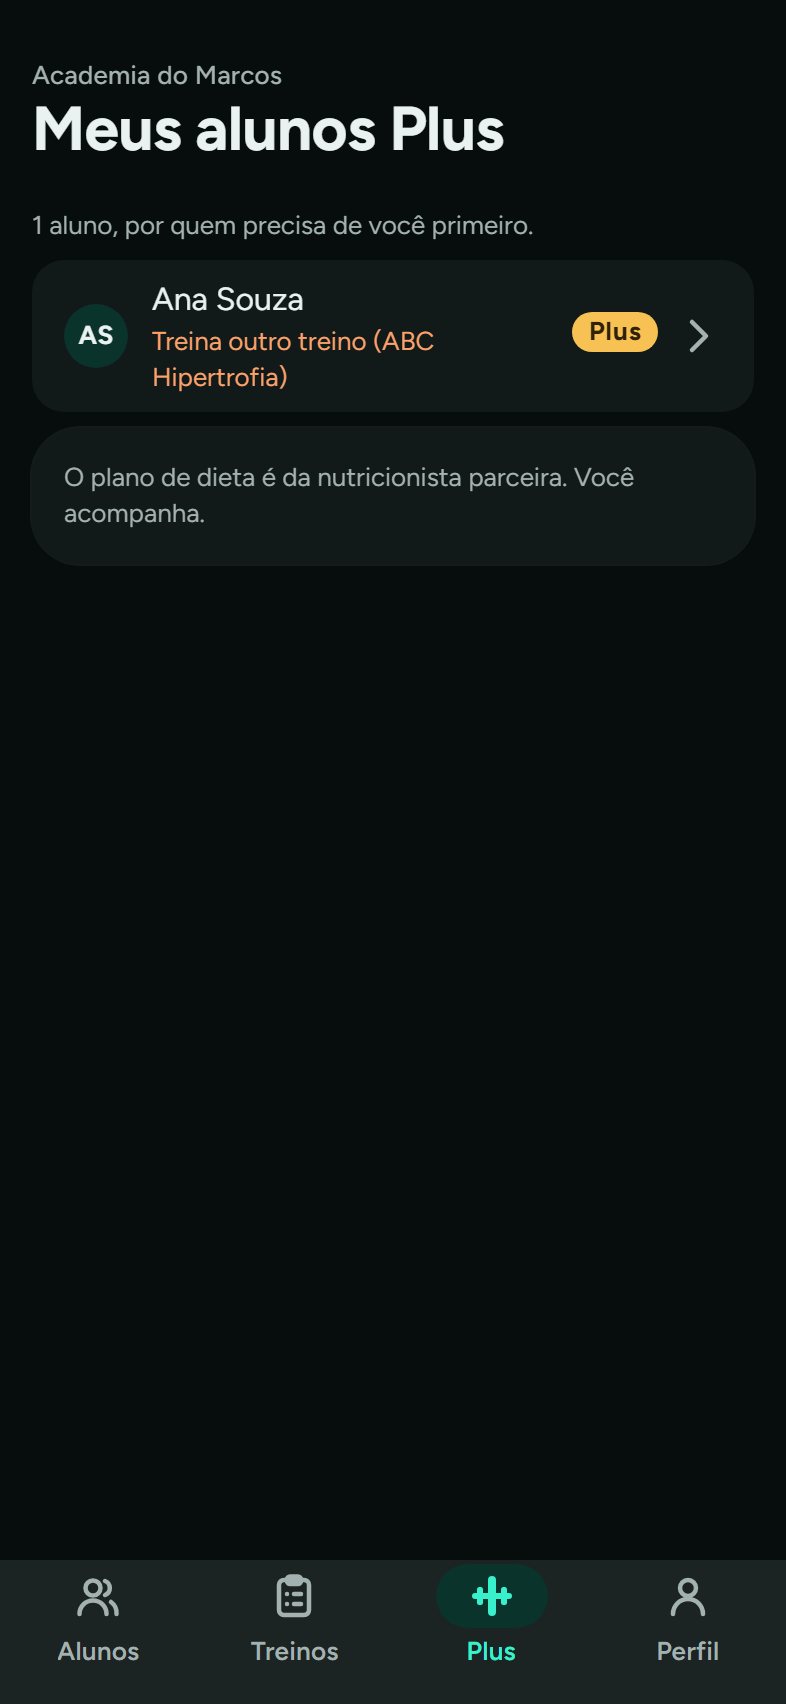 Academia do Marcos
Meus alunos Plus
1 aluno, por quem precisa de você primeiro.
AS
Ana Souza
Treina outro treino (ABC
Hipertrofia)
Plus
O plano de dieta é da nutricionista parceira. Você
acompanha.
Alunos
Treinos
Plus
Perfil